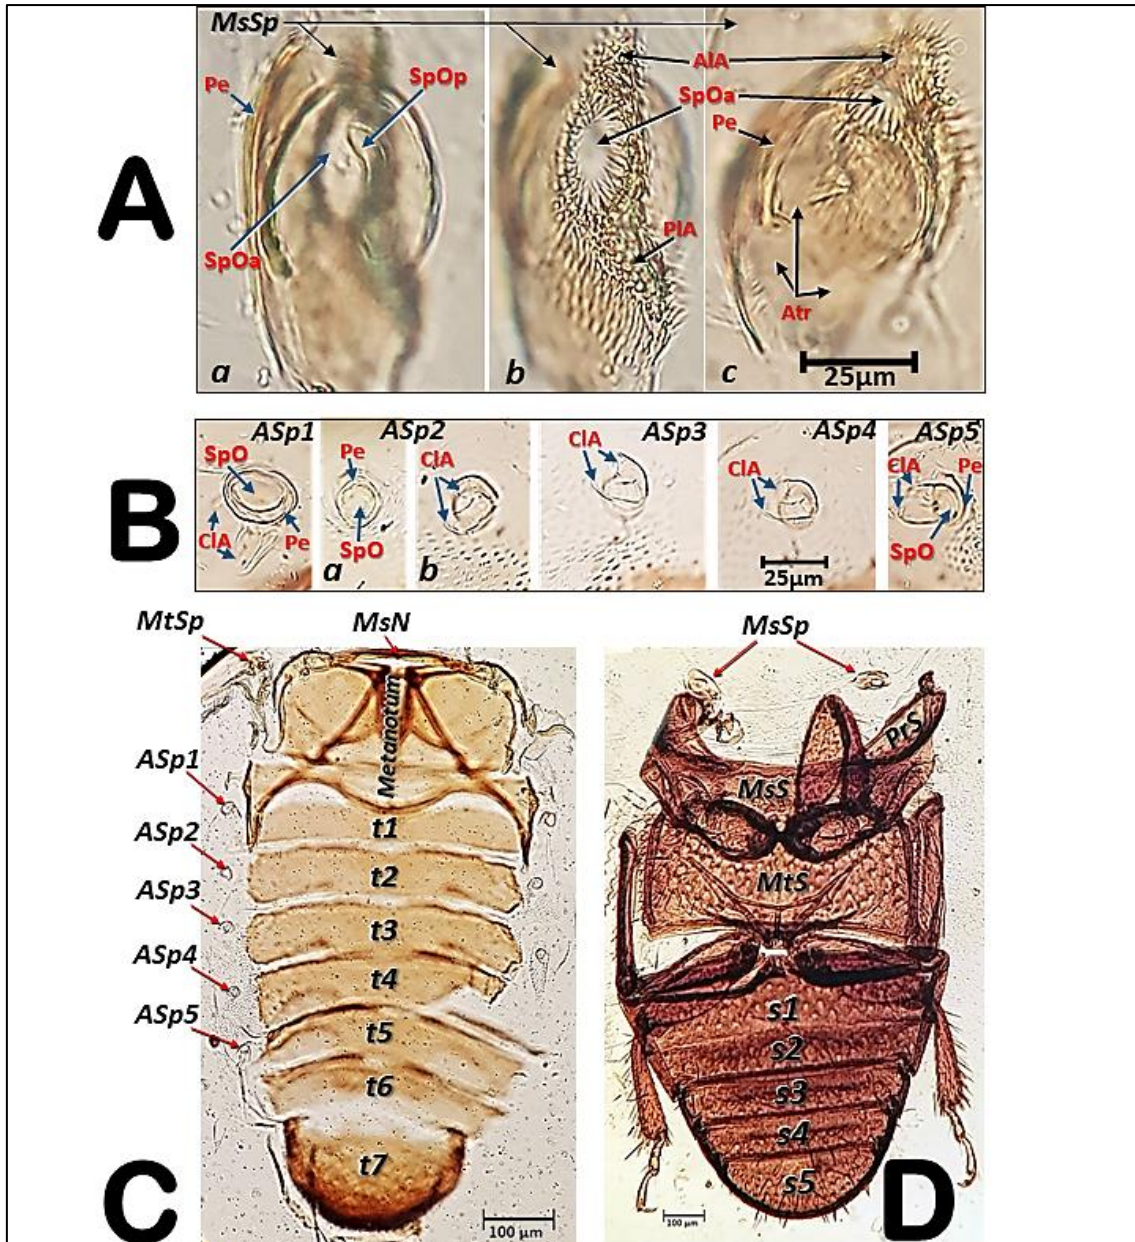 MsSp
Pe
SpOp
AlA
SpOa
Pe
PlA
SpOa
Atr
a
b
c
25µm
A
ASp1
ASp2
ASp3
ASp4
ASp5
SpO
Pe
ClA
ClA
ClA
ClA
Pe
ClA
Pe
SpO
SpO
a
b
25µm
B
MtSp
MsN
MsSp
Metanotum
PrS
ASp1
MsS
t1
ASp2
t2
MtS
ASp3
t3
ASp4
t4
s1
ASp5
t5
s2
t6
s3
s4
t7
s5
C
100 µm
100 µm
D